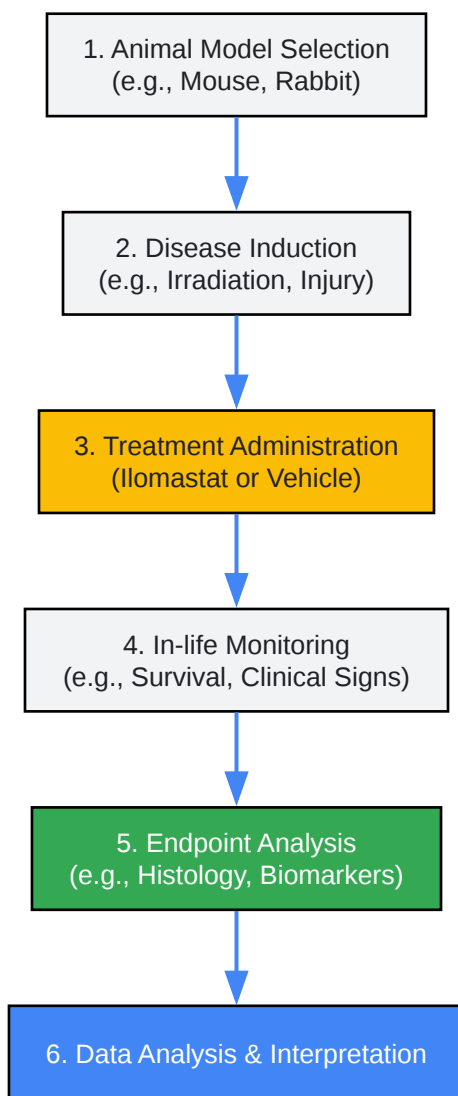 1. Animal Model Selection
(e.g., Mouse, Rabbit)
2. Disease Induction
(e.g., Irradiation, Injury)
3. Treatment Administration
(Ilomastat or Vehicle)
4. In-life Monitoring
(e.g., Survival, Clinical Signs)
5. Endpoint Analysis
(e.g., Histology, Biomarkers)
6. Data Analysis & Interpretation